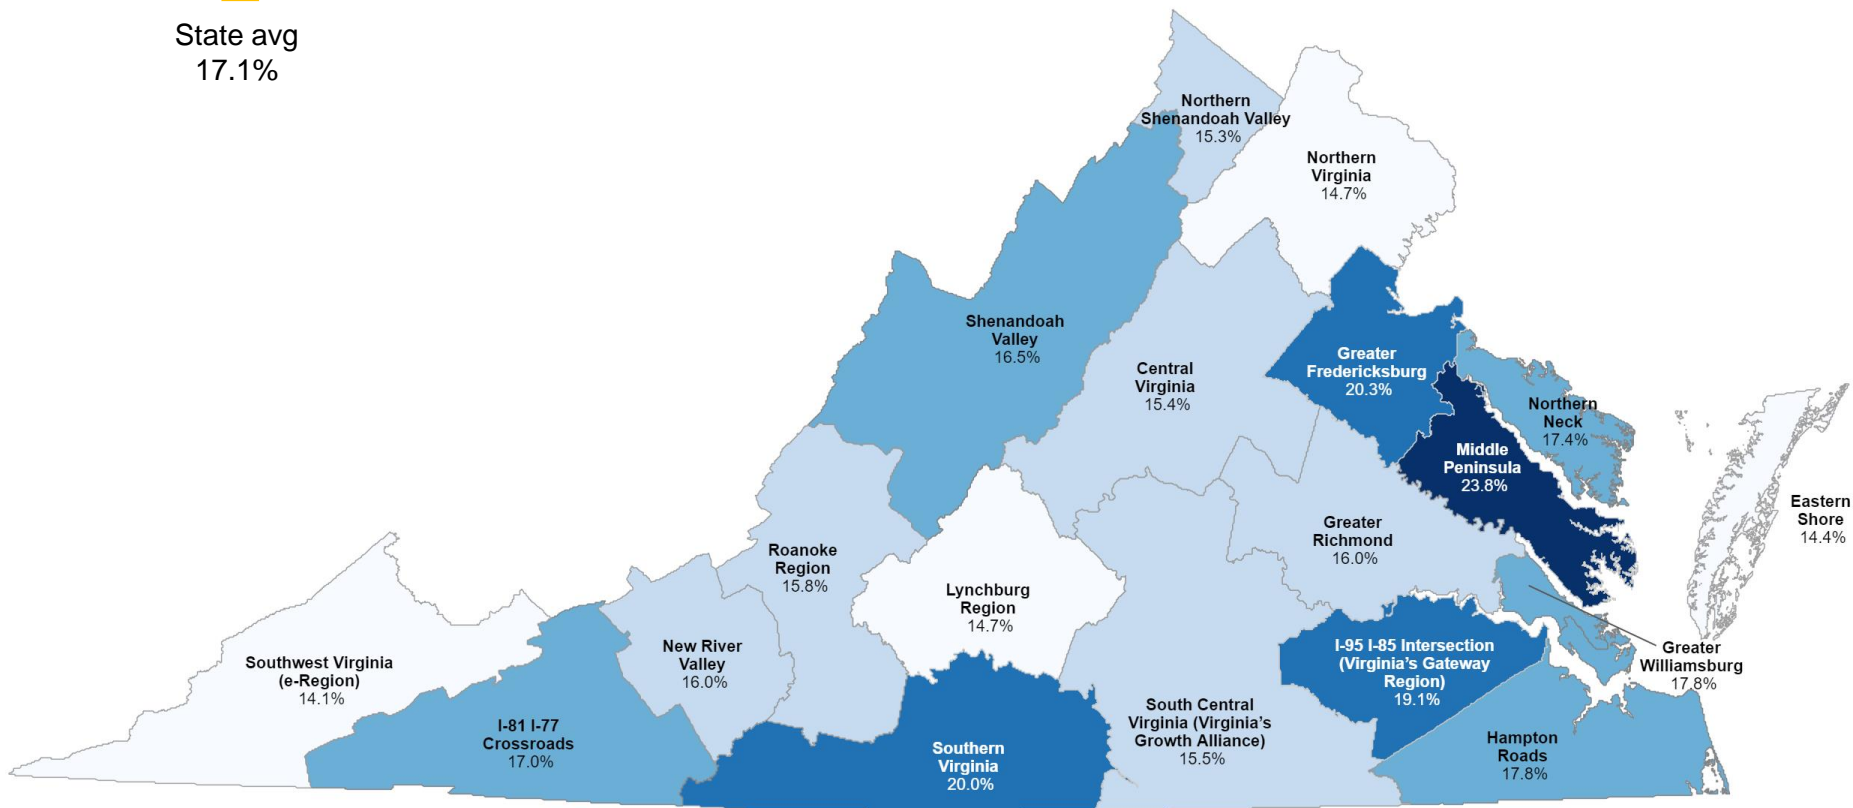 State avg
17.1%
Northern
Shenandoah Valley
15.3%
Northern
Virginia
14.7%
Shenandoah
Valley
16.5%
Central
Virginia
15.4%
Greater
Fredericksburg
20.3%
Northern
Neck
17.4%
Middle
Peninsula
23.8%
Eastern
Shore
14.4%
Roanoke
Region
15.8%
Greater
Richmond
16.0%
Lynchburg
Region
14.7%
New River
Valley
16.0%
Southwest Virginia
(e-Region)
14.1%
I-95 I-85 Intersection
(Virginia's Gateway
Region)
19.1%
Greater
Williamsburg
17.8%
I-81 I-77
Crossroads
17.0%
South Central
Virginia (Virginia's
Growth Alliance)
15.5%
Southern
Virginia
20.0%
Hampton
Roads
17.8%